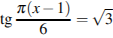 tg π(x − 1)/6 = √3